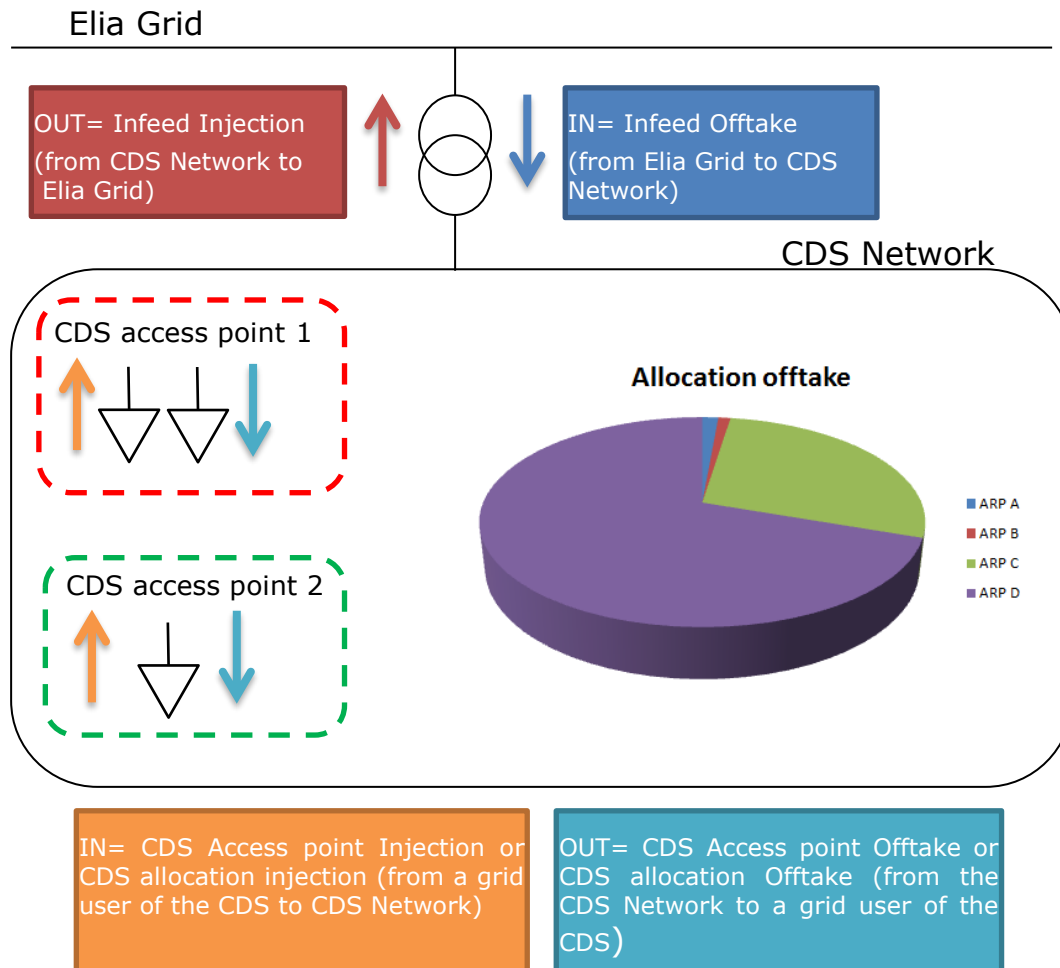 Elia Grid
OUT= Infeed Injection
(from CDS Network to
Elia Grid)
IN= Infeed Offtake
(from Elia Grid to CDS
Network)
CDS Network
CDS access point 1
Allocation offtake
ARP A
ARP B
ARP C
ARP D
CDS access point 2
IN= CDS Access point Injection or
CDS allocation injection (from a grid
user of the CDS to CDS Network)
OUT= CDS Access point Offtake or
CDS allocation Offtake (from the
CDS Network to a grid user of the
CDS)